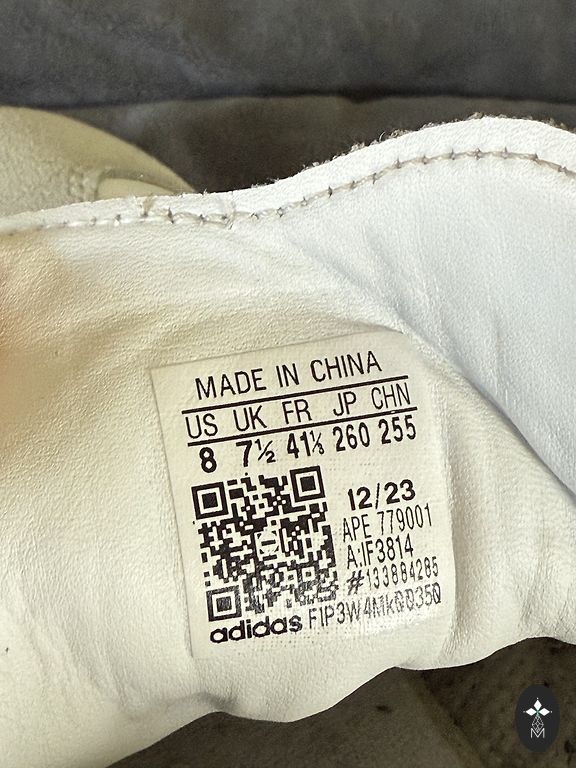 MADE IN CHINA
US UK FR JP CHN
8 7½ 41⅓ 260 255
12/23
APE 779001
A:IF3814
#133884285
adidas
M